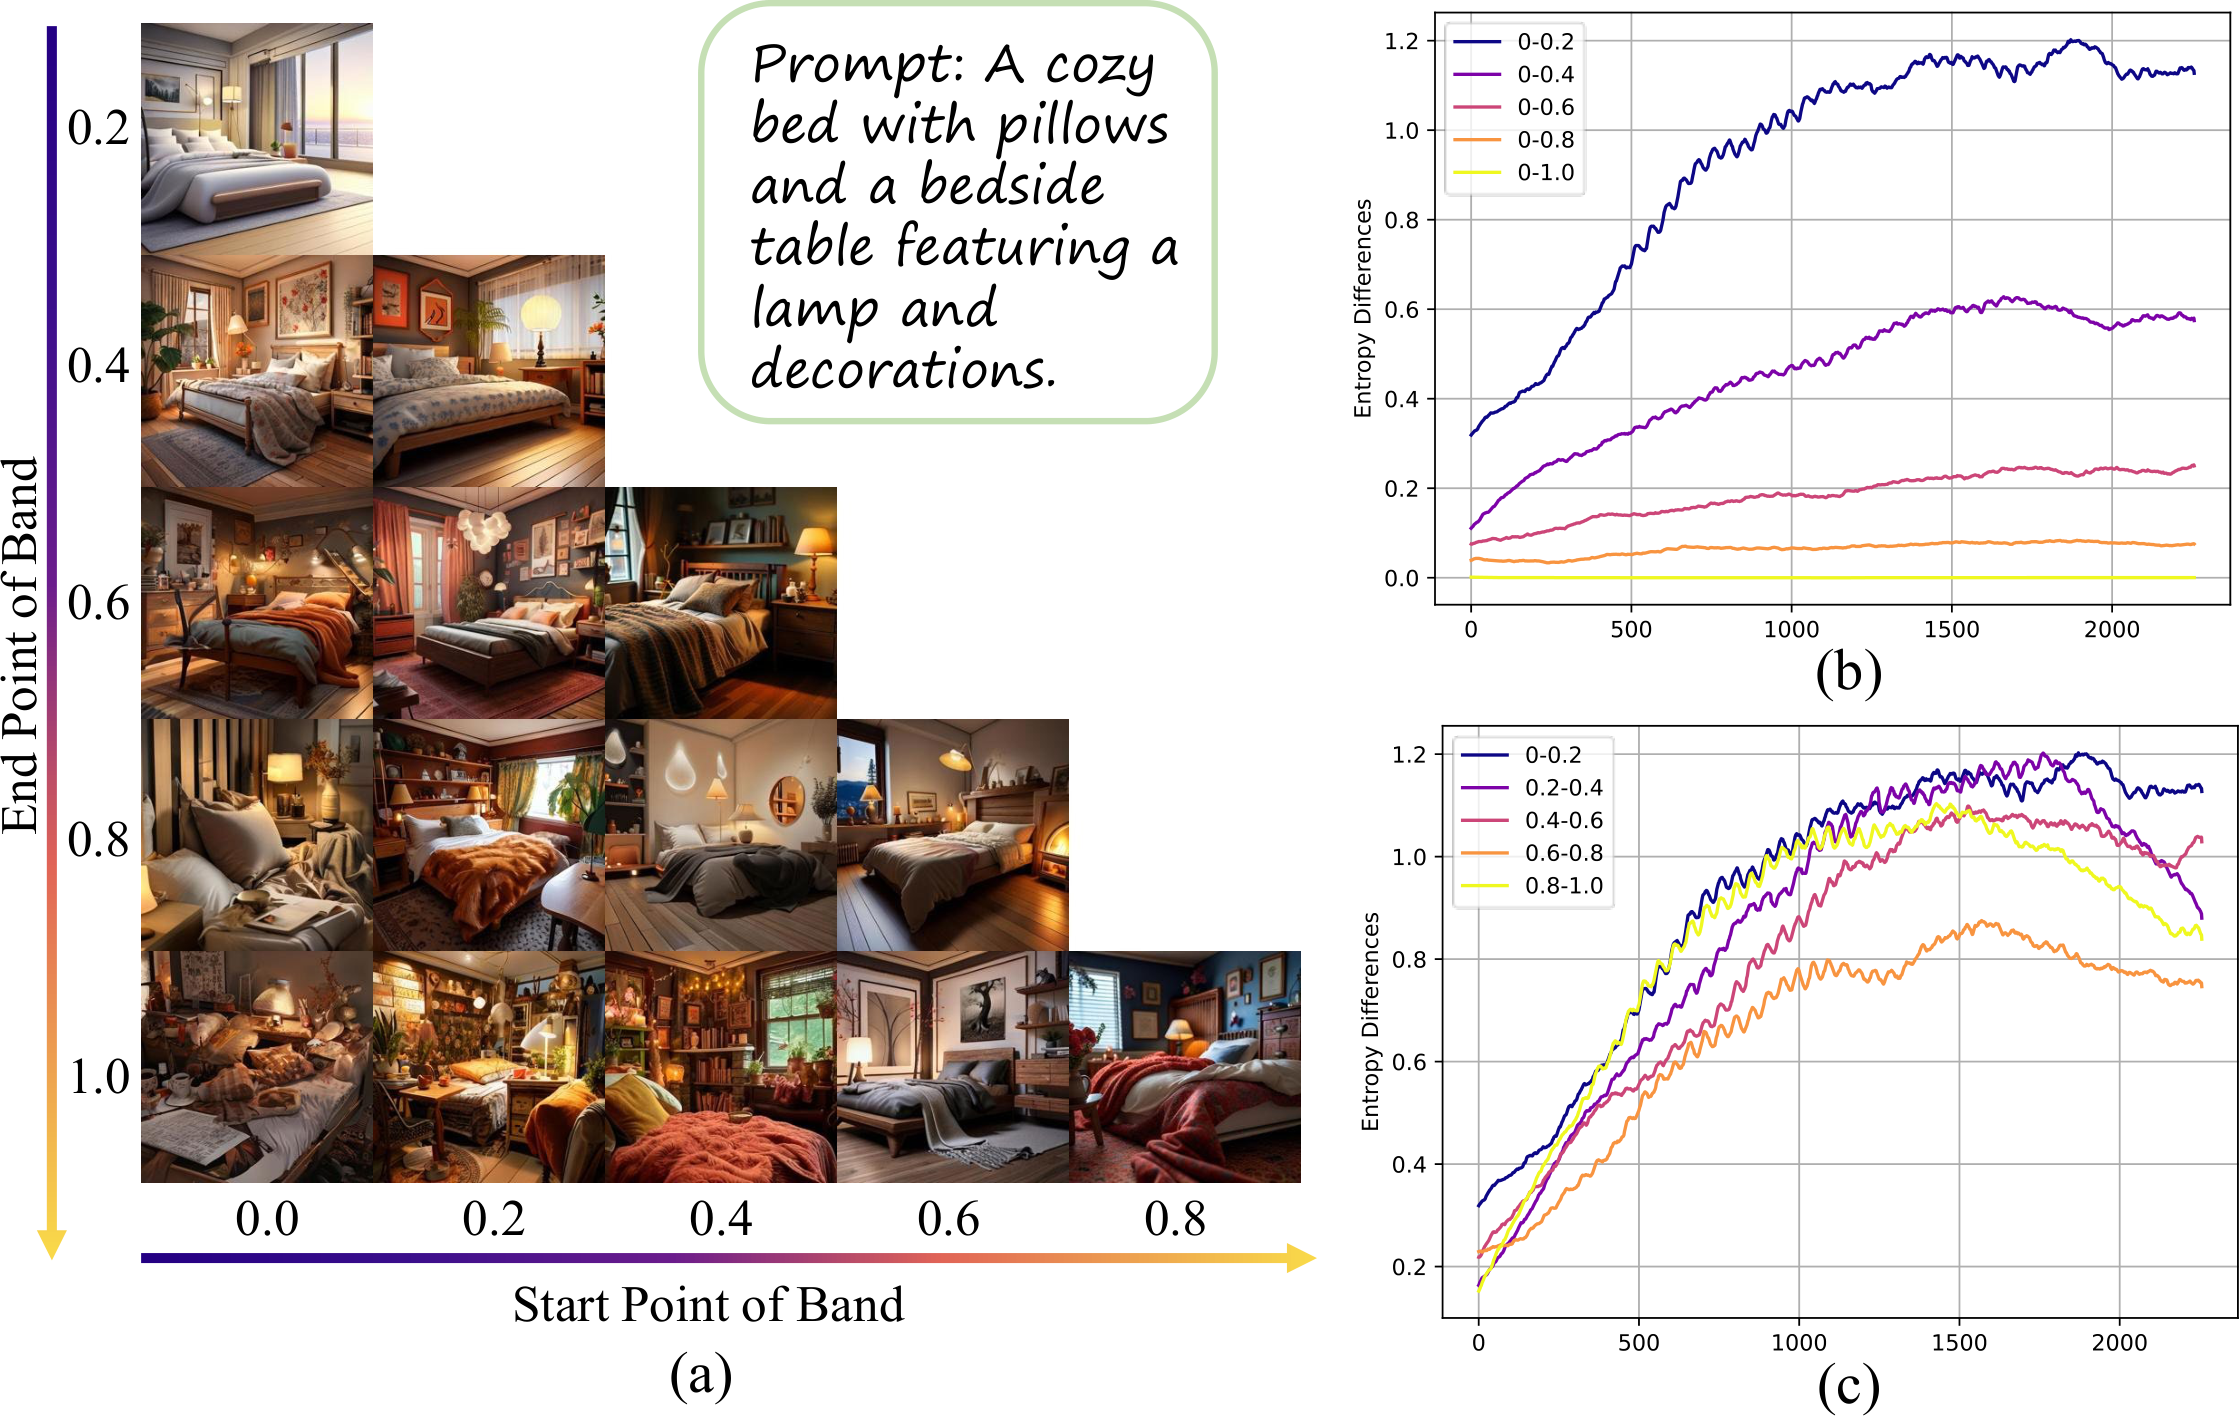 Prompt: A cozy
bed with pillows
and a bedside
table featuring a
lamp and
decorations.
End Point of Band
0.2
0.4
0.6
0.8
1.0
0.0 0.2 0.4 0.6 0.8
Start Point of Band
(a)
Entropy Differences
1.2
1.0
0.8
0.6
0.4
0.2
0.0
0-0.2
0-0.4
0-0.6
0-0.8
0-1.0
0 500 1000 1500 2000
(b)
Entropy Differences
1.2
1.0
0.8
0.6
0.4
0.2
0-0.2
0.2-0.4
0.4-0.6
0.6-0.8
0.8-1.0
0 500 1000 1500 2000
(c)